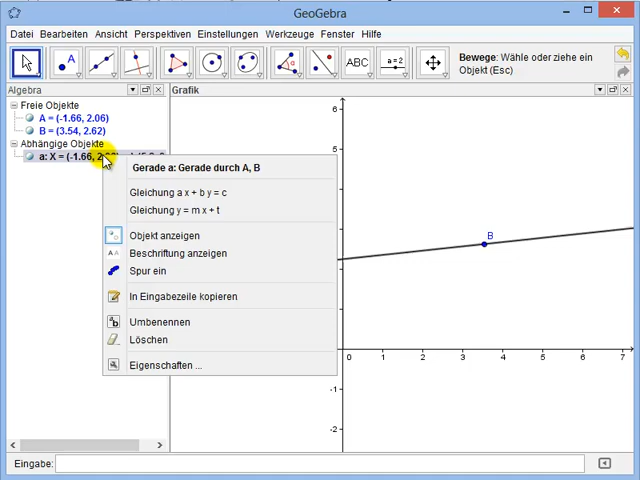 GeoGebra
Datei Bearbeiten Ansicht Perspektiven Einstellungen Werkzeuge Fenster Hilfe
A
ABC
a=2
Bewege: Wähle oder ziehe ein
Objekt (Esc)
Algebra
Grafik
Freie Objekte
A = (-1.66, 2.06)
B = (3.54, 2.62)
Abhängige Objekte
a: X = (-1.66,
Gerade a: Gerade durch A, B
Gleichung a x + b y = c
Gleichung y = m x + t
Objekt anzeigen
AA Beschriftung anzeigen
Spur ein
In Eingabezeile kopieren
Umbenennen
Löschen
Eigenschaften ...
6
5
B
0 1 2 3 4 5 6 7
-1
-2
Eingabe: